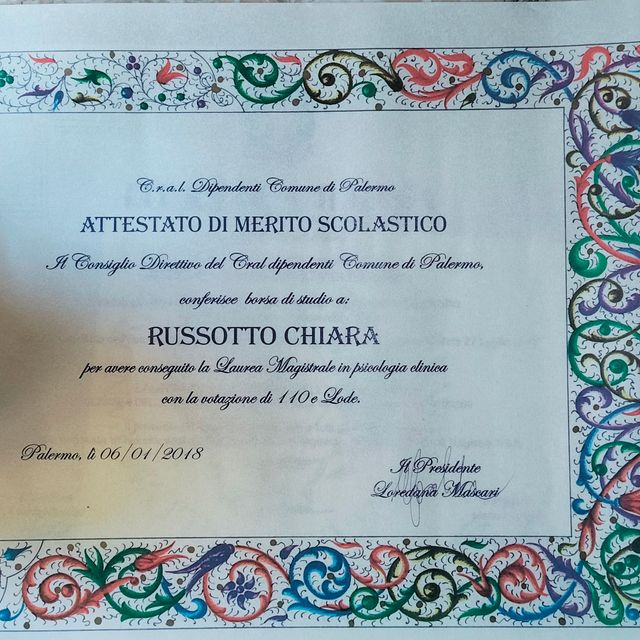 C.r.a.l. Dipendenti Comune di Palermo
ATTESTATO DI MERITO SCOLASTICO
Il Consiglio Direttivo del Cral dipendenti Comune di Palermo,
conferisce borsa di studio a:
RUSSOTTO CHIARA
per avere conseguito la Laurea Magistrale in psicologia clinica
con la votazione di 110 e Lode.
Palermo, lì 06/01/2018
Il Presidente
Loredana Mascari